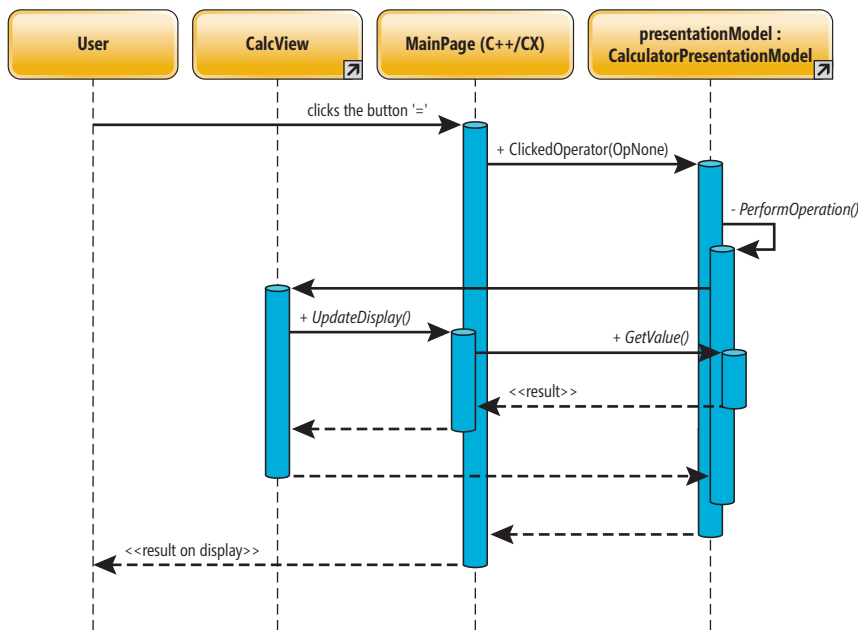 User
CalcView
MainPage (C++/CX)
presentationModel :
CalculatorPresentationModel
clicks the button '='
+ ClickedOperator(OpNone)
- PerformOperation()
+ UpdateDisplay()
+ GetValue()
<<result>>
<<result on display>>